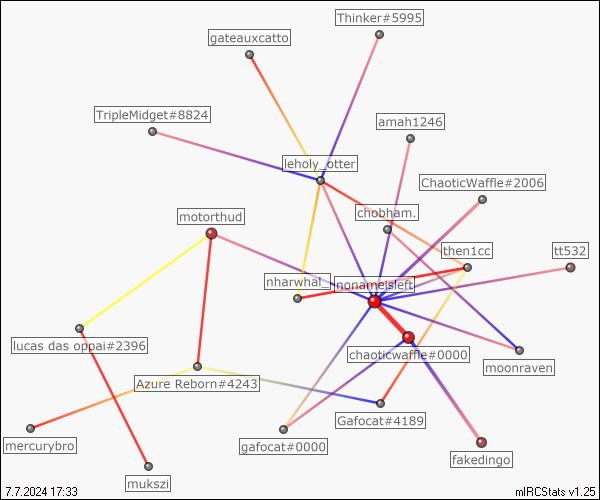 Thinker#5995
gateauxcatto
TripleMidget#8824
amah1246
leholy_otter
ChaoticWaffle#2006
chobham.
motorthud
then1cc
tt532
nharwhal_
nonameisleft
lucas das oppai#2396
chaoticwaffle#0000
moonraven
Azure Reborn#4243
Gafocat#4189
mercurybro
gafocat#0000
fakedingo
mukszi
7.7.2024 17:33
mIRCStats v1.25